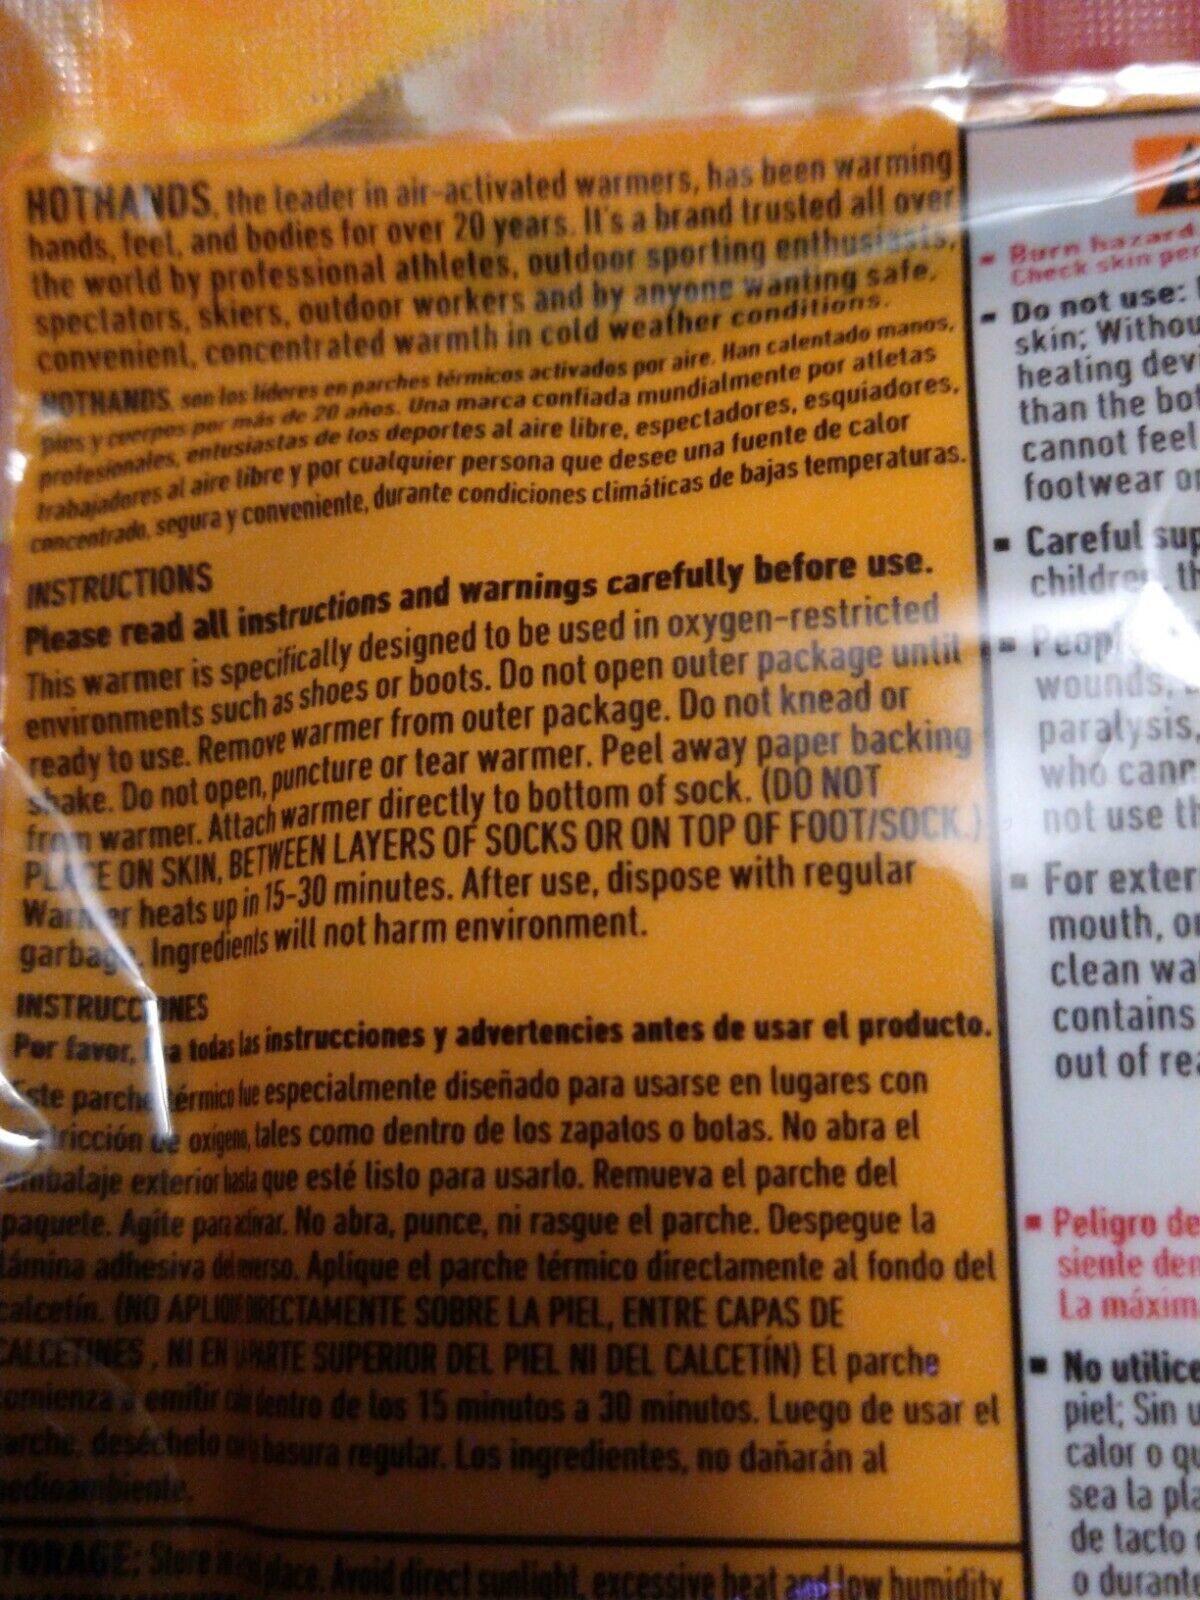 HOTHANDS, the leader in air-activated warmers, has been warming
hands, feet, and bodies for over 20 years. It's a brand trusted all over
the world by professional athletes, outdoor sporting enthusiasts,
spectators, skiers, outdoor workers and by anyone wanting safe,
convenient, concentrated warmth in cold weather conditions.
HOTHANDS, son los líderes en parches térmicos activados por aire. Han calentado manos,
pies y cuerpos por más de 20 años. Una marca confiada mundialmente por atletas
profesionales, entusiastas de los deportes al aire libre, espectadores, esquiadores,
trabajadores al aire libre y por cualquier persona que desee una fuente de calor
concentrado, segura y conveniente, durante condiciones climáticas de bajas temperaturas.
INSTRUCTIONS
Please read all instructions and warnings carefully before use.
This warmer is specifically designed to be used in oxygen-restricted
environments such as shoes or boots. Do not open outer package until
ready to use. Remove warmer from outer package. Do not knead or
shake. Do not open, puncture or tear warmer. Peel away paper backing
from warmer. Attach warmer directly to bottom of sock. (DO NOT
PLACE ON SKIN, BETWEEN LAYERS OF SOCKS OR ON TOP OF FOOT/SOCK.)
Warmer heats up in 15-30 minutes. After use, dispose with regular
garbage. Ingredients will not harm environment.
INSTRUCCIONES
Por favor, lea todas las instrucciones y advertencies antes de usar el producto.
Este parche térmico fue especialmente diseñado para usarse en lugares con
de oxígeno, tales como dentro de los zapatos o botas. No abra el
embalaje exterior hasta que esté listo para usarlo. Remueva el parche del
paquete. Agite para activar. No abra, punce, ni rasgue el parche. Despegue la
lámina adhesiva del reverso. Aplique el parche térmico directamente al fondo del
calcetín. (NO DIRECTAMENTE SOBRE LA PIEL, ENTRE CAPAS DE
CALCETINES, NI EN PARTE SUPERIOR DEL PIEL NI DEL CALCETÍN) El parche
comienza a emitir dentro de los 15 minutos a 30 minutos. Luego de usar el
parche, deséchelo basura regular. Los ingredientes, no dañarán al
medioambiente.
STORAGE: Store in place. Avoid direct sunlight, excessive heat and low humidity
Burn hazard
Check skin
Do not use:
skin;
heating
than the
cannot feel
footwear
Careful
children
wounds,
paralysis,
who
not use
For
mouth,
clean
contains
out of
Peligro
siente
La
No
piel; Sin
calor o
sea la
de tacto
o